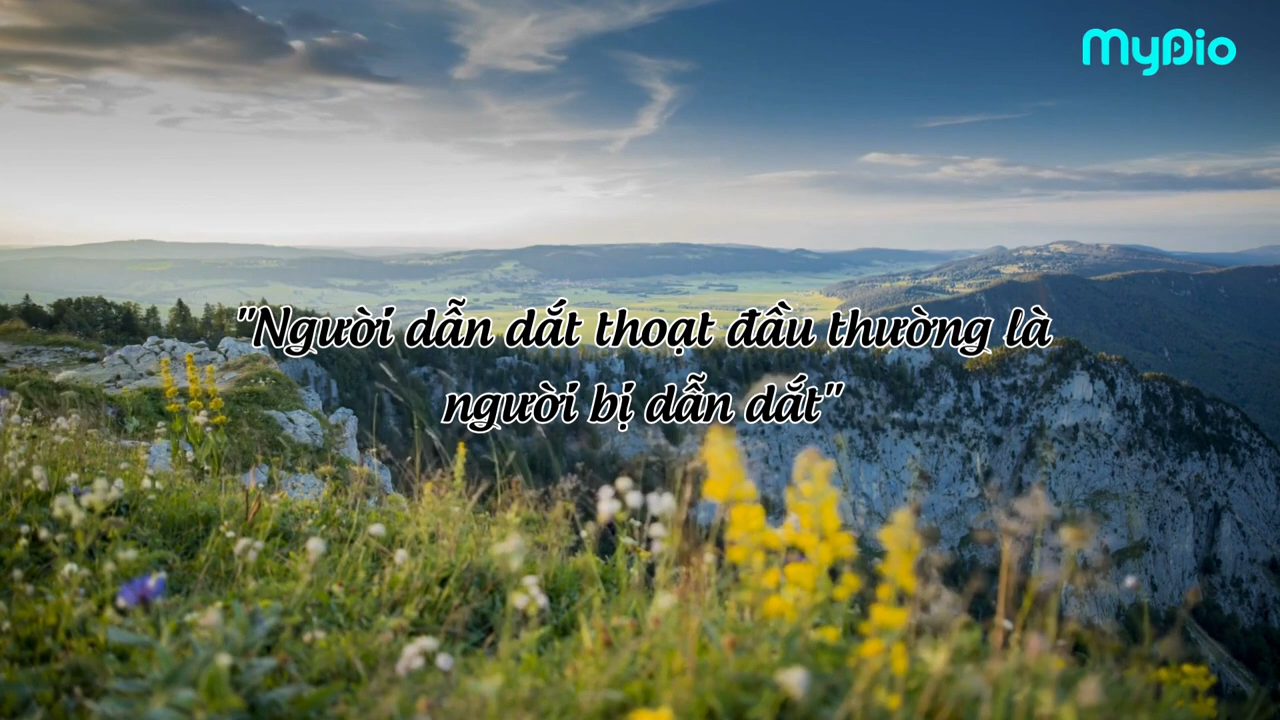 MyDio
"Người dẫn dắt thoạt đầu thường là
người bị dẫn dắt"